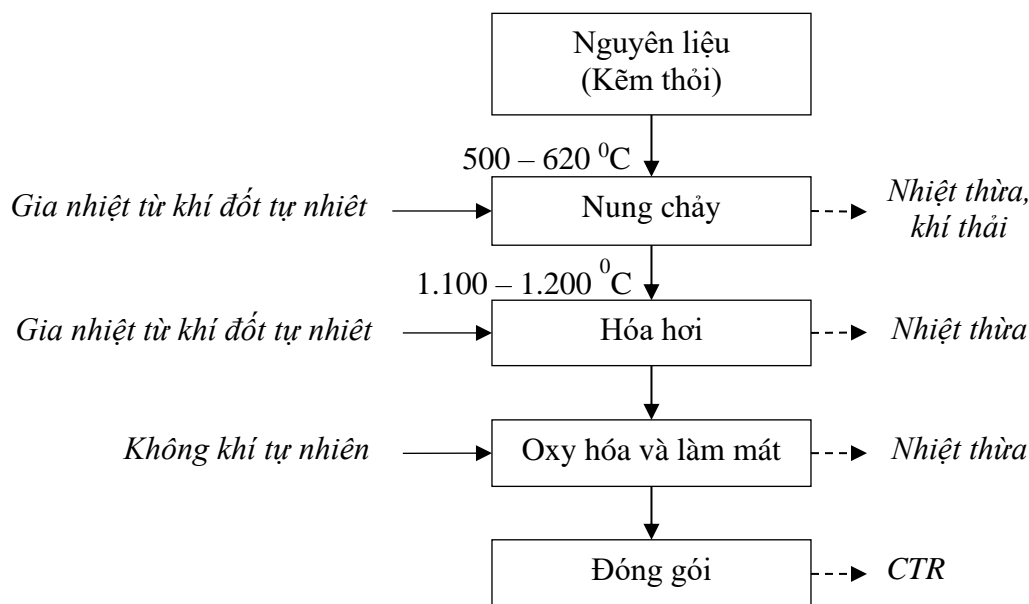 Nguyên liệu
(Kẽm thỏi)
500 – 620 ⁰C
Gia nhiệt từ khí đốt tự nhiêt
Nung chảy
Nhiệt thừa,
khí thải
1.100 – 1.200 ⁰C
Gia nhiệt từ khí đốt tự nhiêt
Hóa hơi
Nhiệt thừa
Không khí tự nhiên
Oxy hóa và làm mát
Nhiệt thừa
Đóng gói
CTR